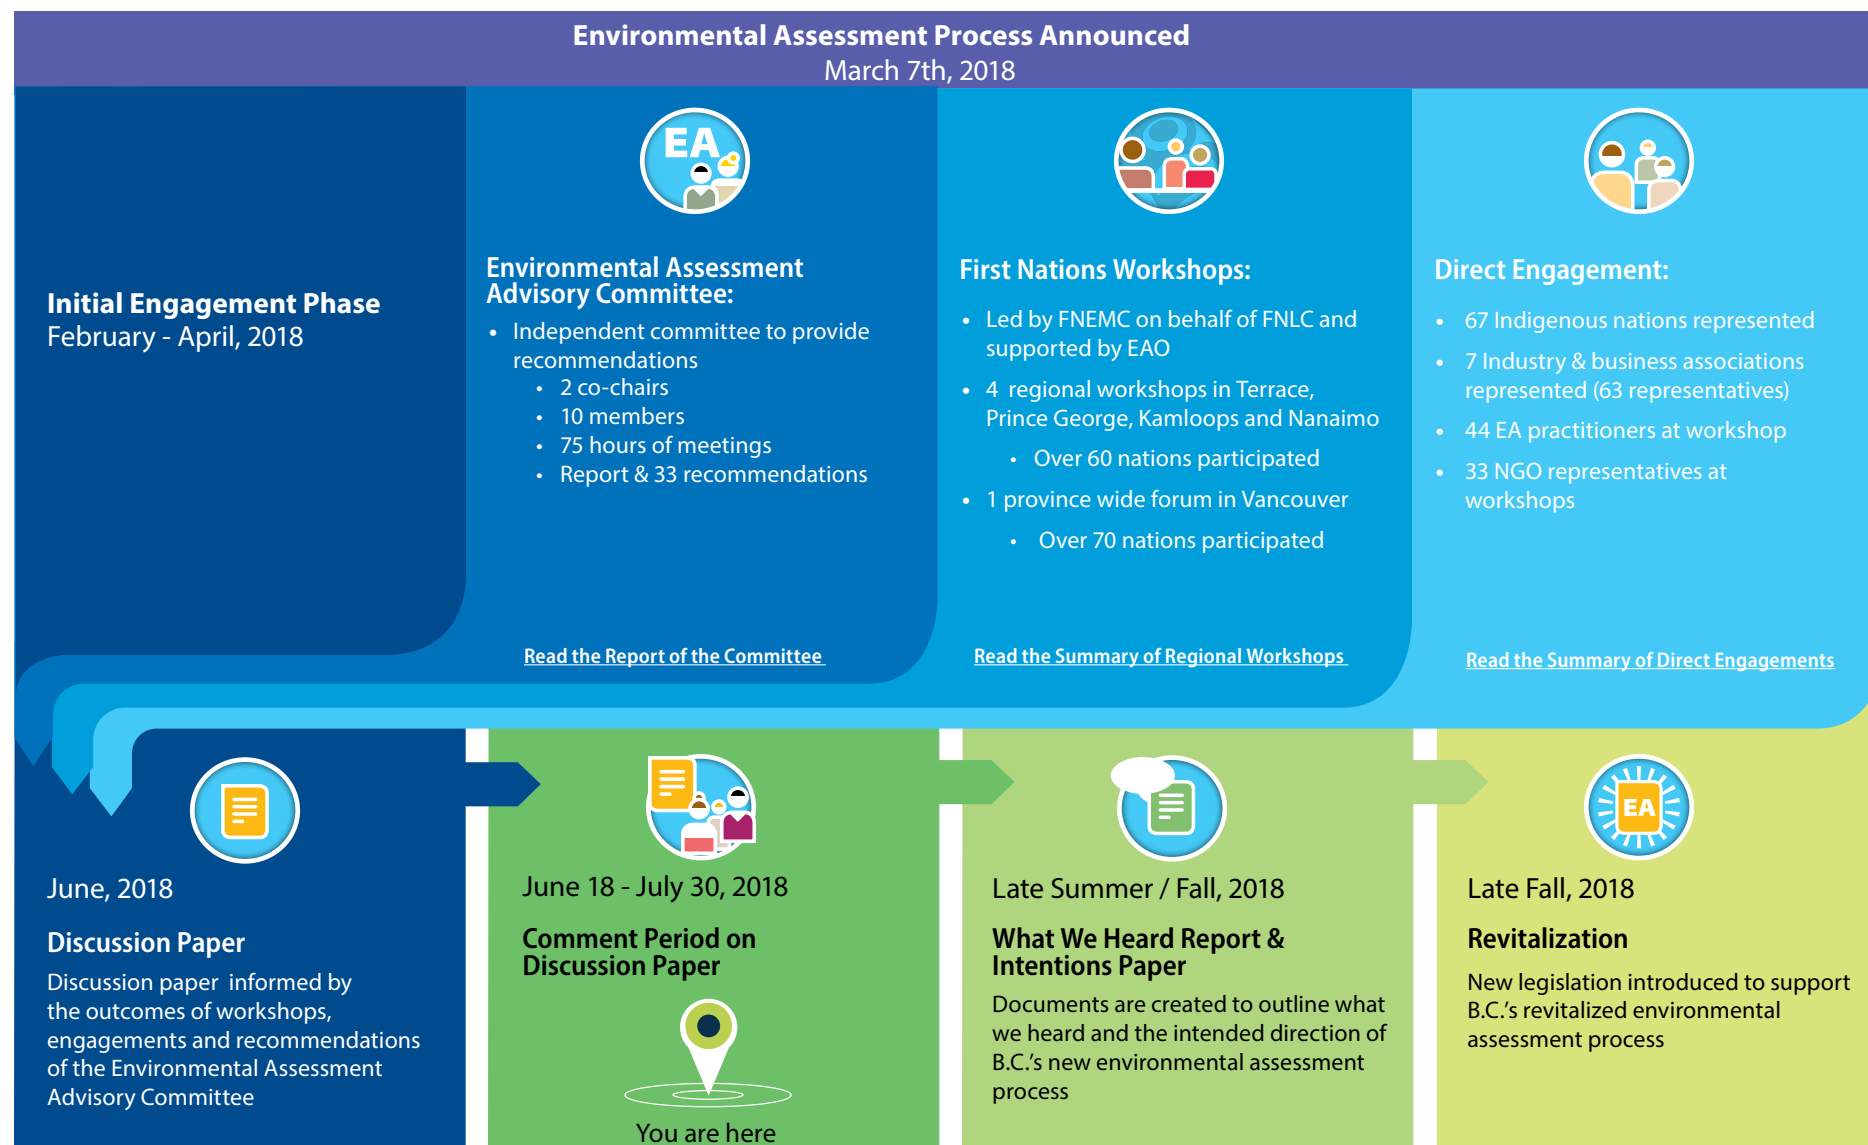 Environmental Assessment Process Announced
March 7th, 2018
Initial Engagement Phase
February - April, 2018
EA
Environmental Assessment
Advisory Committee:
• Independent committee to provide
recommendations
• 2 co-chairs
• 10 members
• 75 hours of meetings
• Report & 33 recommendations
Read the Report of the Committee
First Nations Workshops:
• Led by FNEMC on behalf of FNLC and
supported by EAO
• 4 regional workshops in Terrace,
Prince George, Kamloops and Nanaimo
• Over 60 nations participated
• 1 province wide forum in Vancouver
• Over 70 nations participated
Read the Summary of Regional Workshops
Direct Engagement:
• 67 Indigenous nations represented
• 7 Industry & business associations
represented (63 representatives)
• 44 EA practitioners at workshop
• 33 NGO representatives at
workshops
Read the Summary of Direct Engagements
June, 2018
Discussion Paper
Discussion paper informed by
the outcomes of workshops,
engagements and recommendations
of the Environmental Assessment
Advisory Committee
June 18 - July 30, 2018
Comment Period on
Discussion Paper
You are here
Late Summer / Fall, 2018
What We Heard Report &
Intentions Paper
Documents are created to outline what
we heard and the intended direction of
B.C.'s new environmental assessment
process
EA
Late Fall, 2018
Revitalization
New legislation introduced to support
B.C.'s revitalized environmental
assessment process